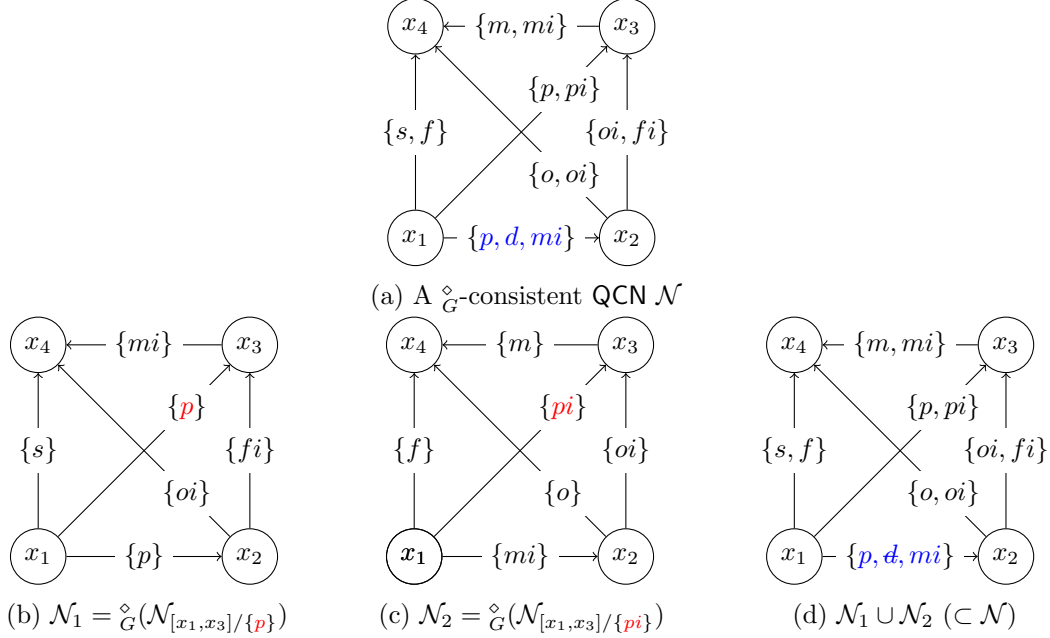 x₄ {m, mi} x₃
{p, pi}
{s, f} {oi, fi}
{o, oi}
x₁ {p, d, mi} x₂
(a) A ⋄G-consistent QCN 𝒩
x₄ {mi} x₃
{p}
{s} {fi}
{oi}
x₁ {p} x₂
(b) 𝒩₁ = ⋄G(𝒩[x₁,x₃]/{p})
x₄ {m} x₃
{pi}
{f} {oi}
{o}
x₁ {mi} x₂
(c) 𝒩₂ = ⋄G(𝒩[x₁,x₃]/{pi})
x₄ {m, mi} x₃
{p, pi}
{s, f} {oi, fi}
{o, oi}
x₁ {p, d̶, mi} x₂
(d) 𝒩₁ ∪ 𝒩₂ (⊂ 𝒩)